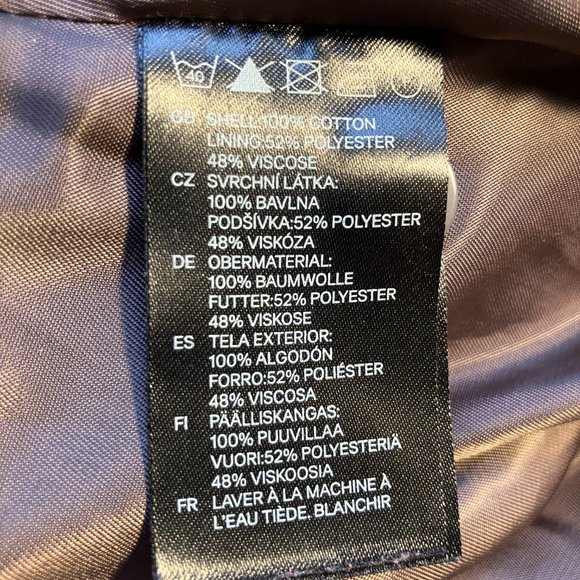 40
GB SHELL:100% COTTON
LINING:52% POLYESTER
48% VISCOSE
CZ SVRCHNÍ LÁTKA:
100% BAVLNA
PODŠÍVKA:52% POLYESTER
48% VISKÓZA
DE OBERMATERIAL:
100% BAUMWOLLE
FUTTER:52% POLYESTER
48% VISKOSE
ES TELA EXTERIOR:
100% ALGODÓN
FORRO:52% POLIÉSTER
48% VISCOSA
FI PÄÄLLISKANGAS:
100% PUUVILLAA
VUORI:52% POLYESTERIÄ
48% VISKOOSIA
FR LAVER À LA MACHINE À
L'EAU TIÈDE. BLANCHIR